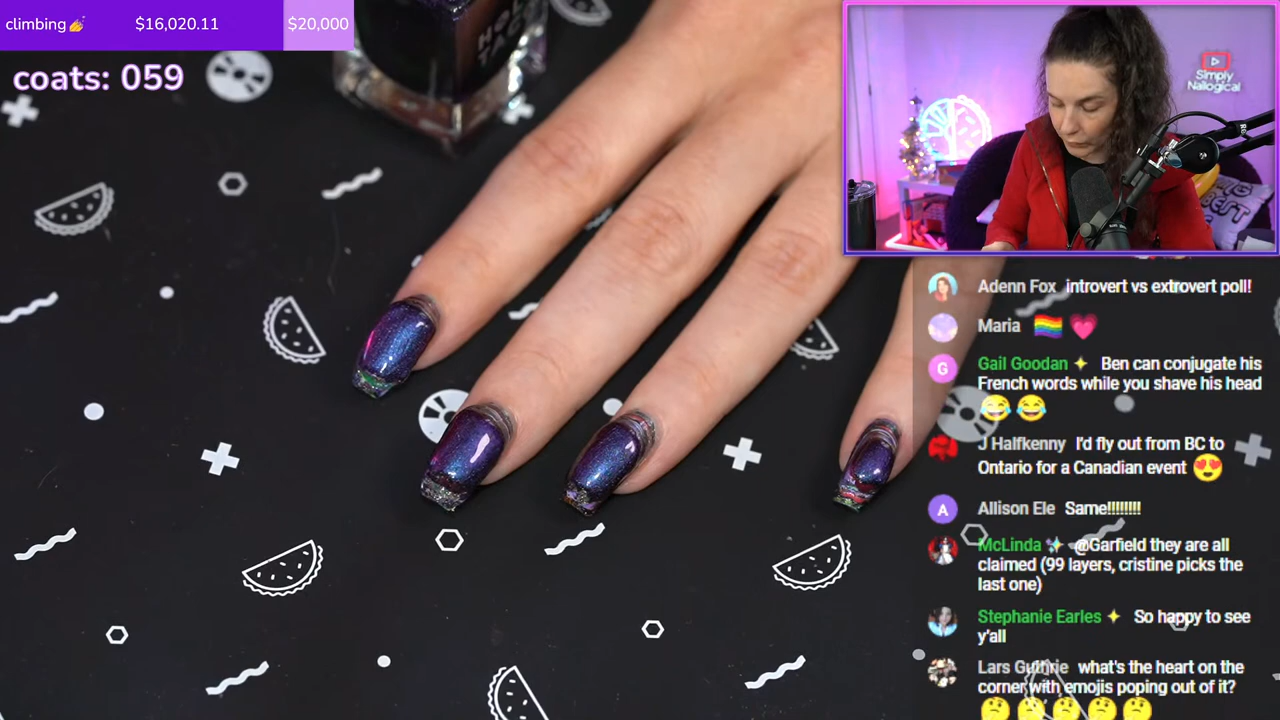 climbing💅 $16,020.11 $20,000
coats: 059
HOLO
TACO
Simply
Nailogical
BIG
BEST
Adenn Fox introvert vs extrovert poll!
Maria 🏳️‍🌈 💗
Gail Goodan ✦ Ben can conjugate his
French words while you shave his head
😂 😂
J Halfkenny I'd fly out from BC to
Ontario for a Canadian event 😍
A Allison Ele Same!!!!!!!!
McLinda ✨ @Garfield they are all
claimed (99 layers, cristine picks the
last one)
Stephanie Earles ✦ So happy to see
y'all
Lars Guthrie what's the heart on the
corner with emojis poping out of it?
🤔 🤔 🤔 🤔 🤔